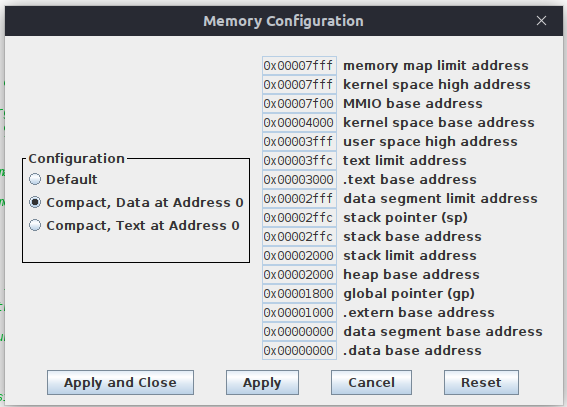 Memory Configuration
0x00007fff memory map limit address
0x00007fff kernel space high address
0x00007f00 MMIO base address
0x00004000 kernel space base address
0x00003fff user space high address
0x00003ffc text limit address
0x00003000 .text base address
0x00002fff data segment limit address
0x00002ffc stack pointer (sp)
0x00002ffc stack base address
0x00002000 stack limit address
0x00002000 heap base address
0x00001800 global pointer (gp)
0x00001000 .extern base address
0x00000000 data segment base address
0x00000000 .data base address
Configuration
Default
Compact, Data at Address 0
Compact, Text at Address 0
Apply and Close Apply Cancel Reset